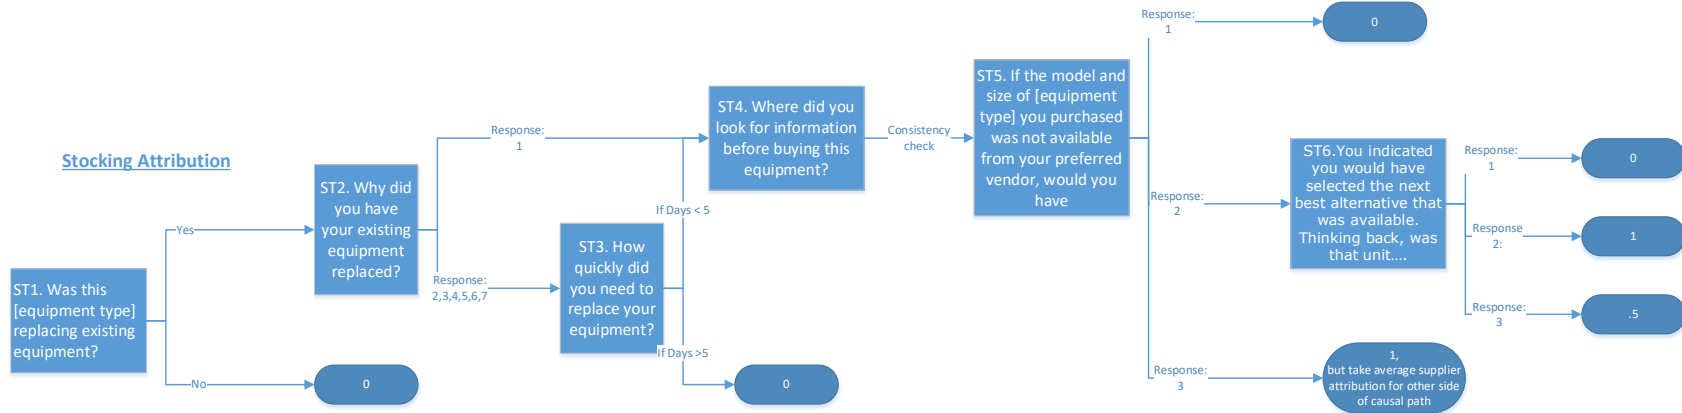 Stocking Attribution
ST1. Was this
[equipment type]
replacing existing
equipment?
Yes
No
0
ST2. Why did
you have
your existing
equipment
replaced?
Response:
1
Response:
2,3,4,5,6,7
ST3. How
quickly did
you need to
replace your
equipment?
If Days < 5
If Days >5
0
ST4. Where did you
look for information
before buying this
equipment?
Consistency
check
ST5. If the model and
size of [equipment
type] you purchased
was not available
from your preferred
vendor, would you
have
Response:
1
0
Response:
2
ST6.You indicated
you would have
selected the next
best alternative that
was available.
Thinking back, was
that unit....
Response:
1
0
Response
2:
1
Response:
3
.5
Response:
3
1,
but take average supplier
attribution for other side
of causal path